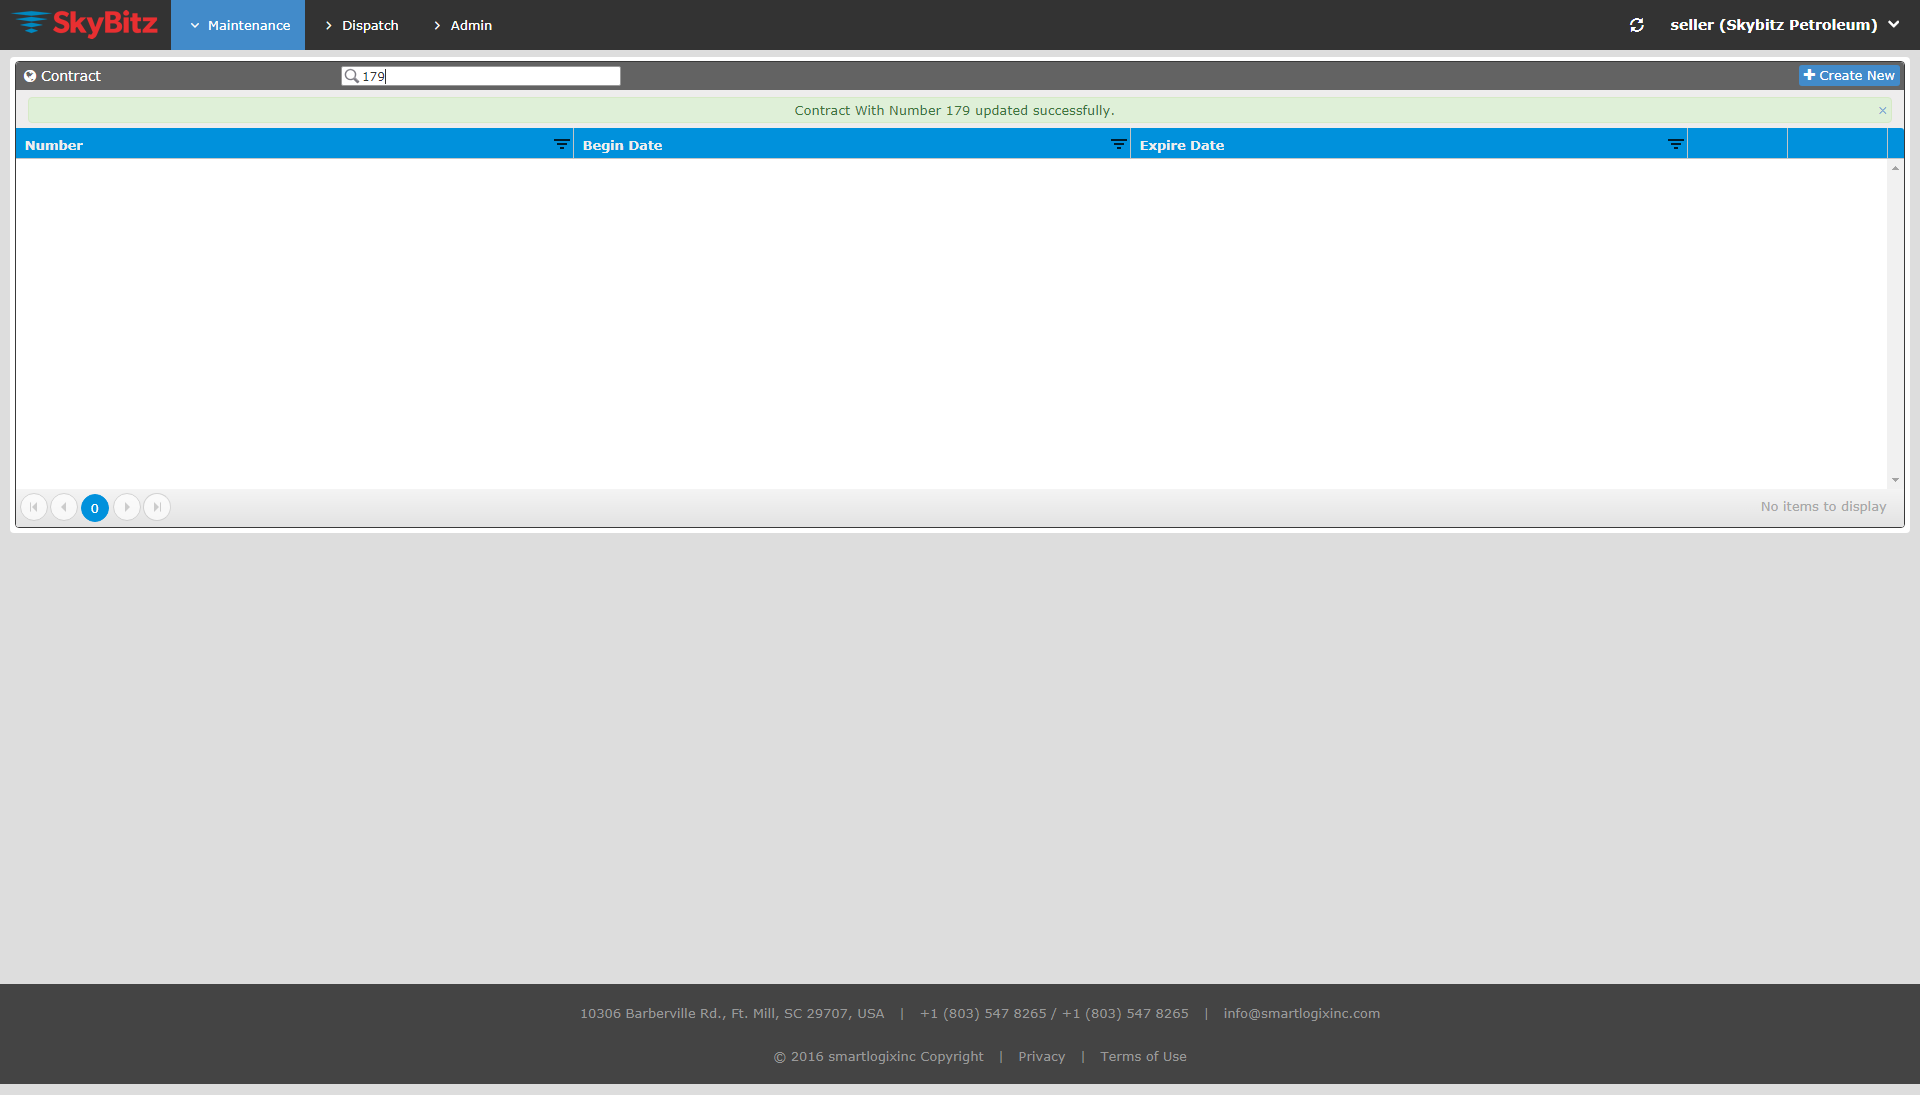 SkyBitz Maintenance Dispatch Admin seller (Skybitz Petroleum)
Contract 179 Create New
Contract With Number 179 updated successfully. ×
Number Begin Date Expire Date
0 No items to display
10306 Barberville Rd., Ft. Mill, SC 29707, USA | +1 (803) 547 8265 / +1 (803) 547 8265 | info@smartlogixinc.com
© 2016 smartlogixinc Copyright | Privacy | Terms of Use